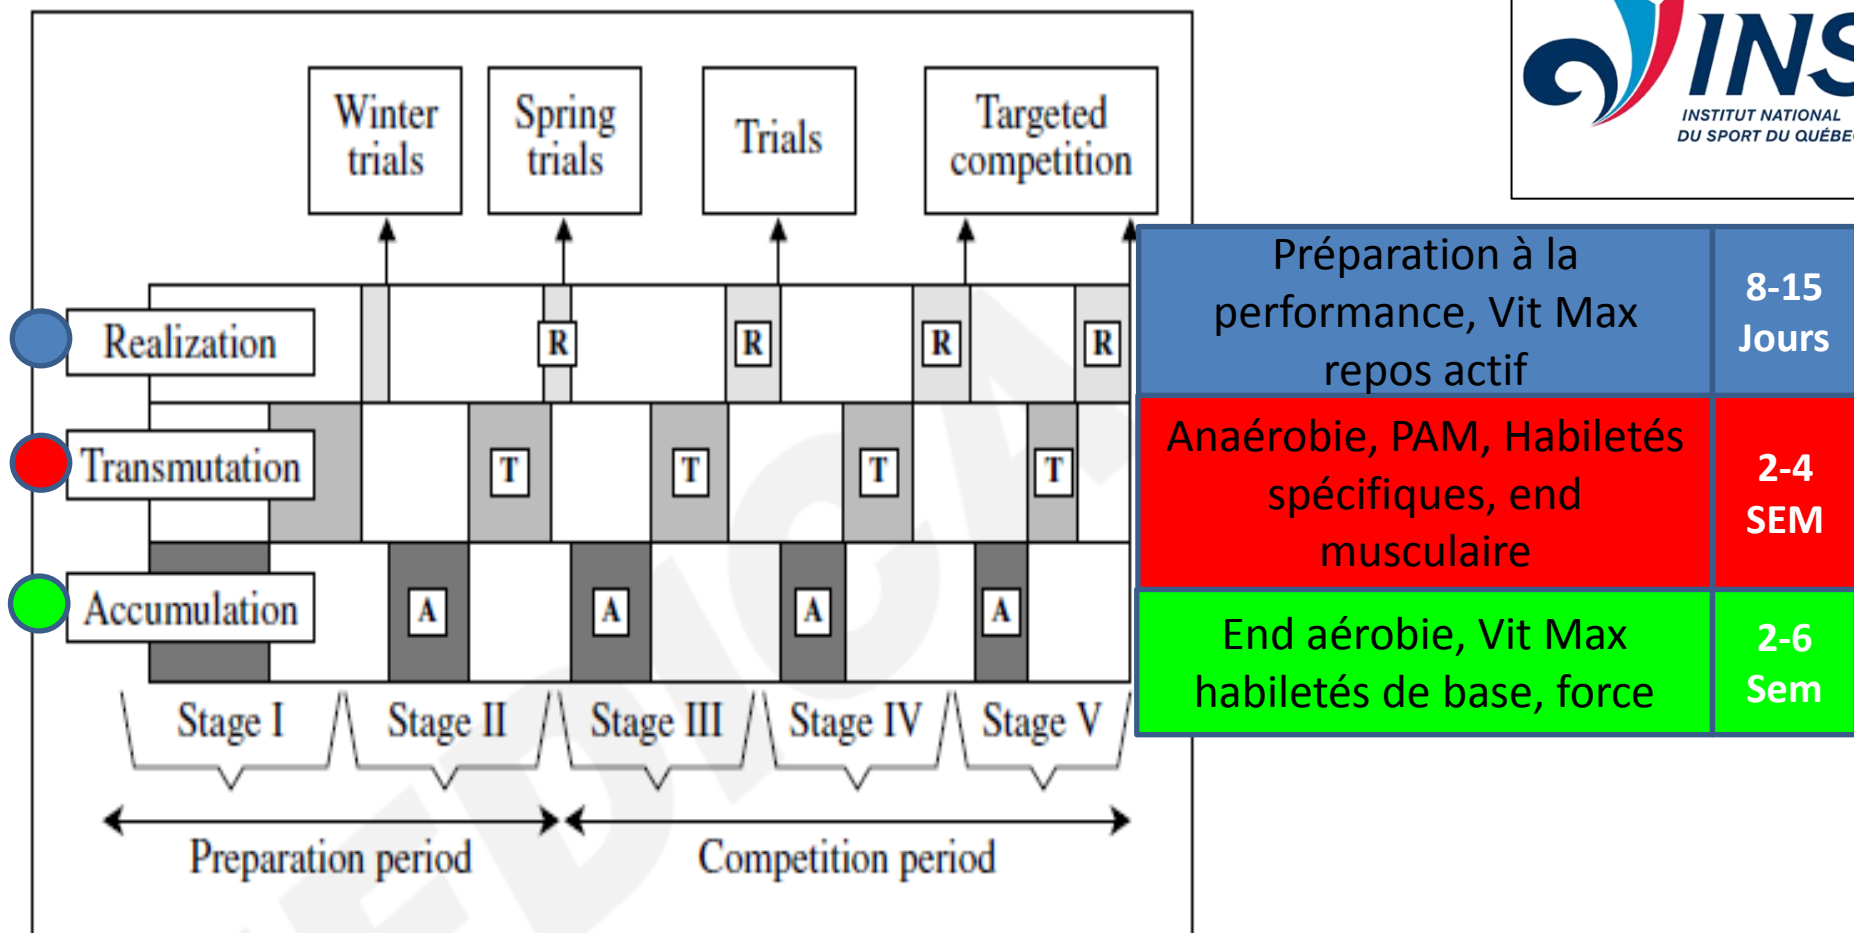 Winter
trials
Spring
trials
Trials
Targeted
competition
INS
INSTITUT NATIONAL
DU SPORT DU QUÉBEC
Realization
R
R
R
R
Préparation à la
performance, Vit Max
repos actif
8-15
Jours
Transmutation
T
T
T
T
Anaérobie, PAM, Habiletés
spécifiques, end
musculaire
2-4
SEM
Accumulation
A
A
A
A
End aérobie, Vit Max
habiletés de base, force
2-6
Sem
Stage I
Stage II
Stage III
Stage IV
Stage V
Preparation period
Competition period